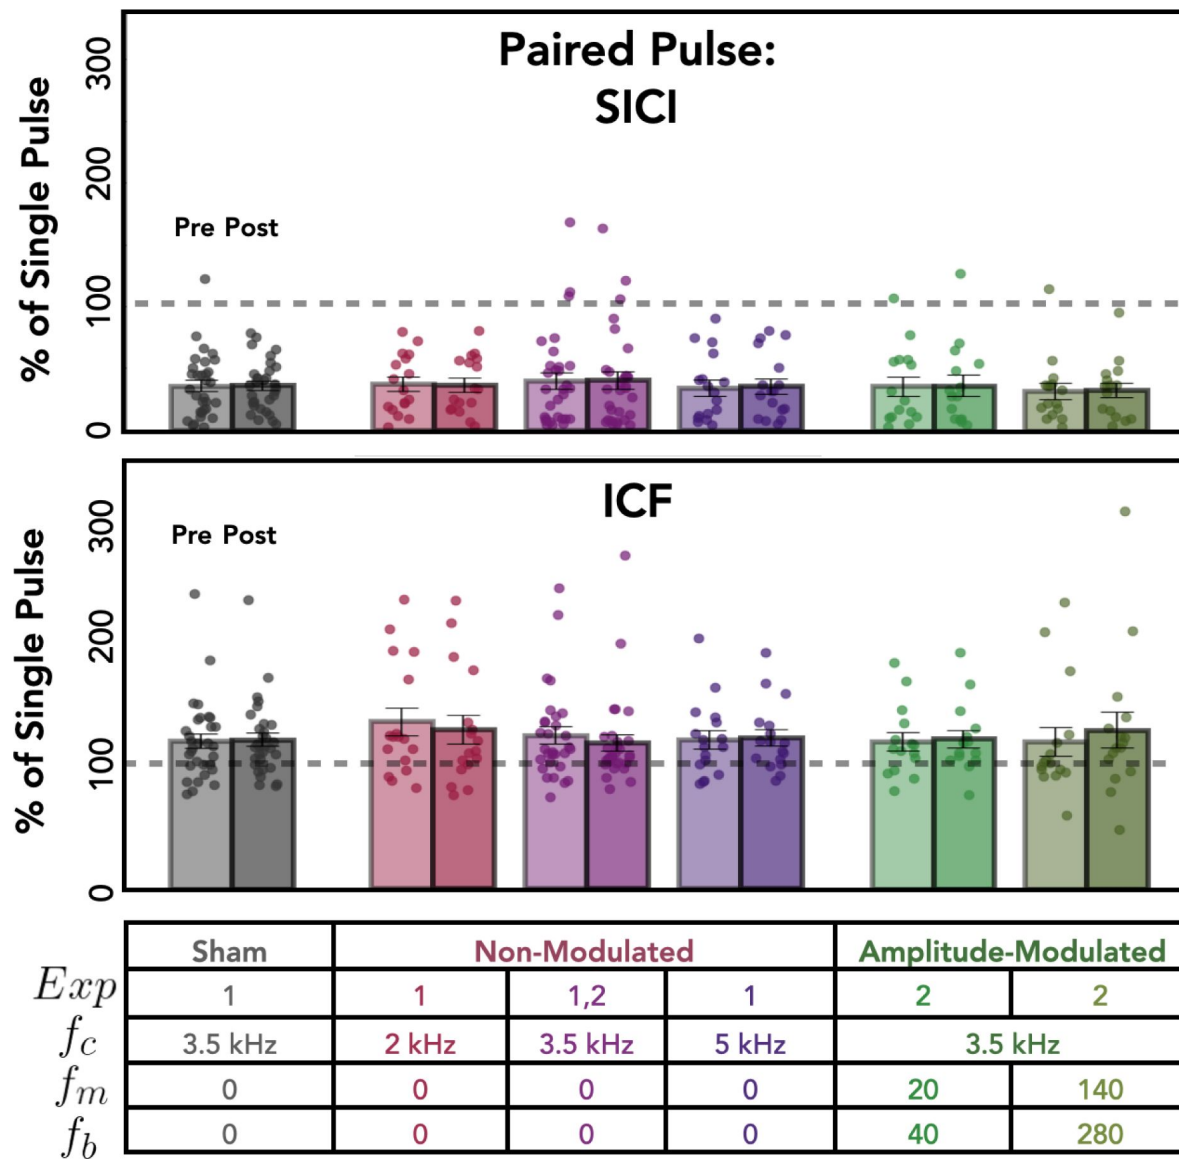 Paired Pulse:
SICI
% of Single Pulse
300
200
100
0
Pre Post
ICF
% of Single Pulse
300
200
100
0
Pre Post
Sham Non-Modulated Amplitude-Modulated
Exp 1 1 1,2 1 2 2
f_c 3.5 kHz 2 kHz 3.5 kHz 5 kHz 3.5 kHz
f_m 0 0 0 0 20 140
f_b 0 0 0 0 40 280